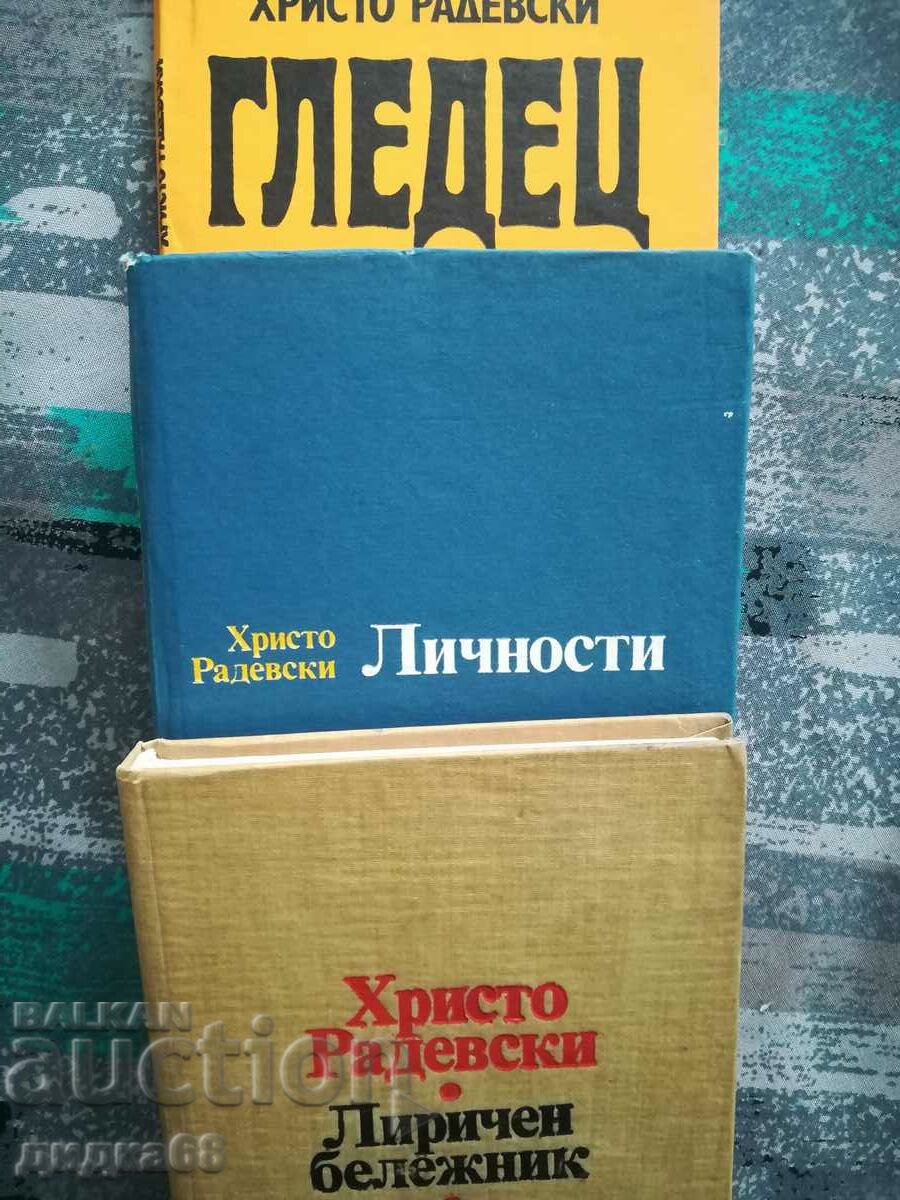 ХРИСТО РАДЕВСКИ
ГЛЕДЕЦ
Христо
Радевски
Личности
Христо
Радевски
Лиричен
бележник
BALKAN
auction
дидка68